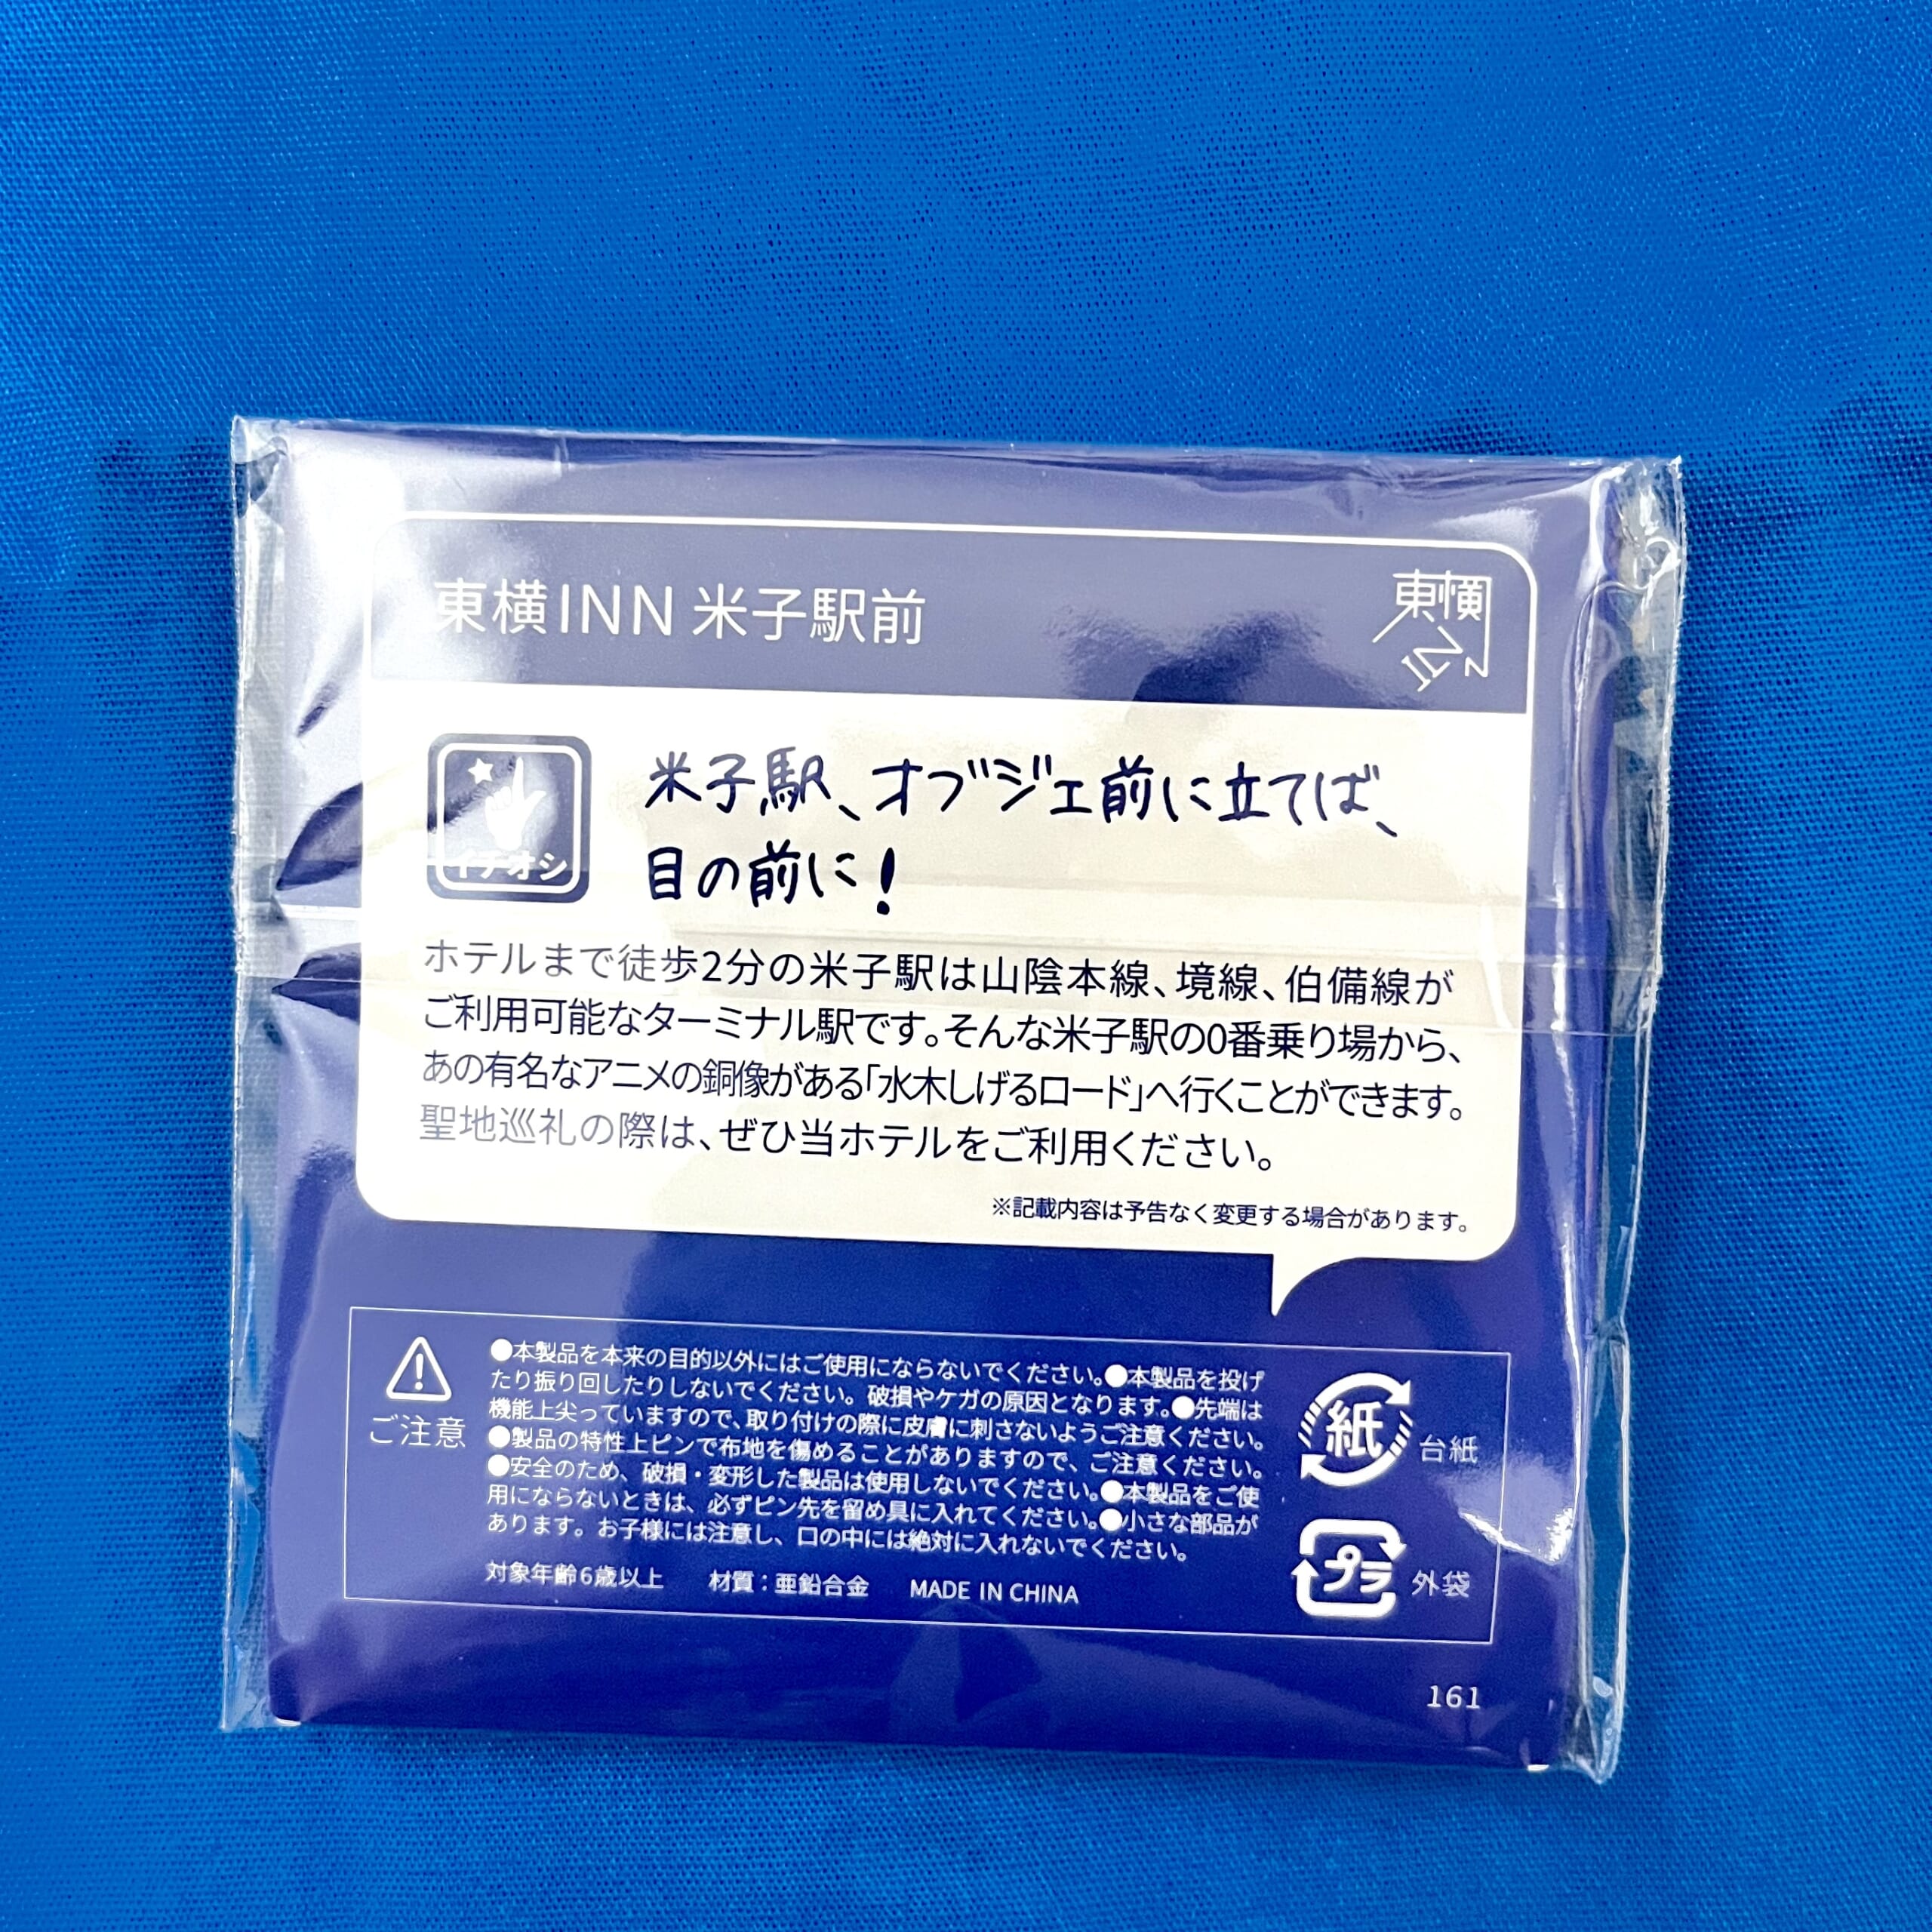 東横INN 米子駅前
東横INN
イチオシ
米子駅、オブジェ前に立てば、
目の前に!
ホテルまで徒歩2分の米子駅は山陰本線、境線、伯備線が
ご利用可能なターミナル駅です。そんな米子駅の0番乗り場から、
あの有名なアニメの銅像がある「水木しげるロード」へ行くことができます。
聖地巡礼の際は、ぜひ当ホテルをご利用ください。
※記載内容は予告なく変更する場合があります。
ご注意
●本製品を本来の目的以外にはご使用にならないでください。●本製品を投げ
たり振り回したりしないでください。破損やケガの原因となります。●先端は
機能上尖っていますので、取り付けの際に皮膚に刺さないようご注意ください。
●製品の特性上ピンで布地を傷めることがありますので、ご注意ください。
●安全のため、破損・変形した製品は使用しないでください。●本製品をご使
用にならないときは、必ずピン先を留め具に入れてください。●小さな部品が
あります。お子様には注意し、口の中には絶対に入れないでください。
対象年齢6歳以上 材質:亜鉛合金 MADE IN CHINA
紙 台紙
プラ 外袋
161